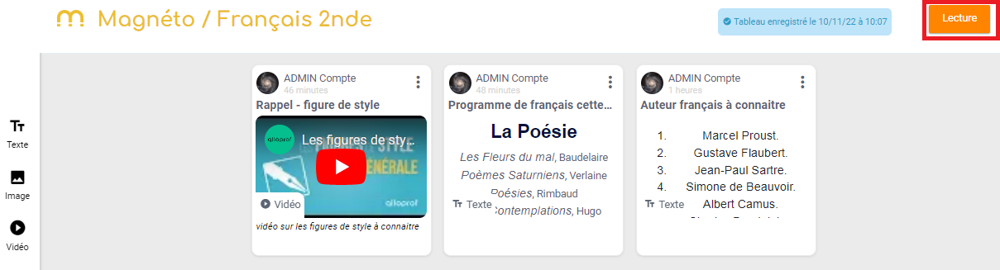 Magnéto / Français 2nde
Tableau enregistré le 10/11/22 à 10:07
Lecture
Texte
Image
Vidéo
ADMIN Compte
46 minutes
Rappel - figure de style
alloprof
Les figures de sty...
STYLE
GÉNÉRALE
alloprof
Vidéo
vidéo sur les figures de style à connaitre
ADMIN Compte
48 minutes
Programme de français cette...
La Poésie
Les Fleurs du mal, Baudelaire
Poèmes Saturniens, Verlaine
Poésies, Rimbaud
Contemplations, Hugo
Texte
ADMIN Compte
1 heures
Auteur français à connaitre
1. Marcel Proust.
2. Gustave Flaubert.
3. Jean-Paul Sartre.
4. Simone de Beauvoir.
Albert Camus.
Texte